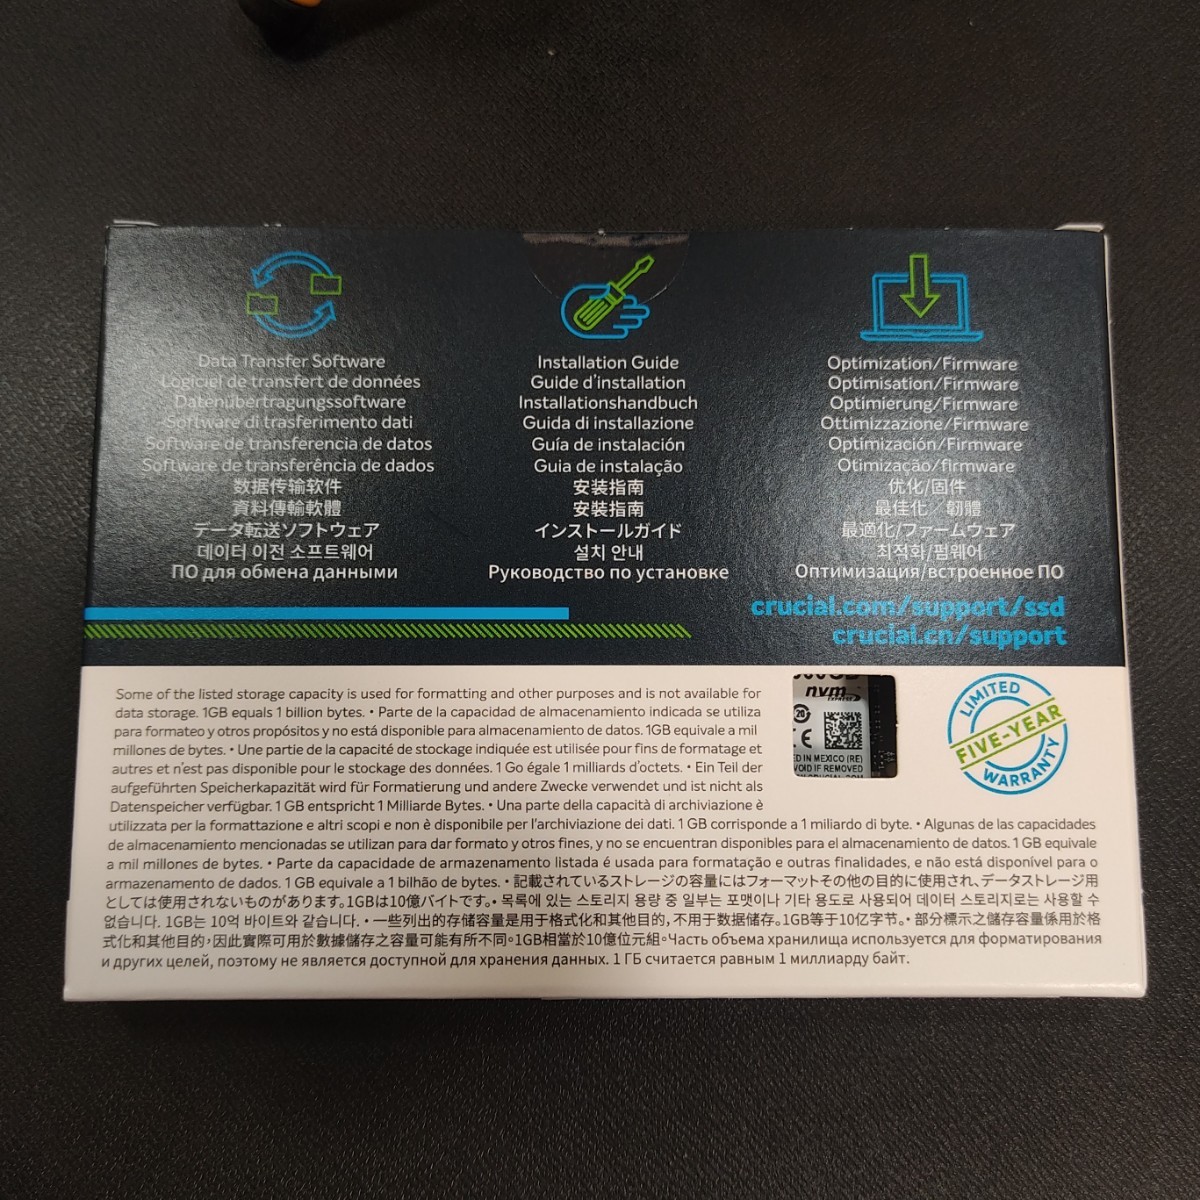 Data Transfer Software
Logiciel de transfert de données
Datenübertragungssoftware
Software di trasferimento dati
Software de transferencia de datos
Software de transferência de dados
数据传输软件
資料傳輸軟體
データ転送ソフトウェア
데이터 이전 소프트웨어
ПО для обмена данными
Installation Guide
Guide d'installation
Installationshandbuch
Guida di installazione
Guía de instalación
Guia de instalação
安装指南
安裝指南
インストールガイド
설치 안내
Руководство по установке
Optimization/Firmware
Optimisation/Firmware
Optimierung/Firmware
Ottimizzazione/Firmware
Optimización/Firmware
Otimização/firmware
优化/固件
最佳化／韌體
最適化/ファームウェア
최적화/펌웨어
Оптимизация/встроенное ПО
crucial.com/support/ssd
crucial.cn/support
Some of the listed storage capacity is used for formatting and other purposes and is not available for
data storage. 1GB equals 1 billion bytes. • Parte de la capacidad de almacenamiento indicada se utiliza
para formateo y otros propósitos y no está disponible para almacenamiento de datos. 1GB equivale a mil
millones de bytes. • Une partie de la capacité de stockage indiquée est utilisée pour fins de formatage et
autres et n'est pas disponible pour le stockage des données. 1 Go égale 1 milliards d'octets. • Ein Teil der
aufgeführten Speicherkapazität wird für Formatierung und andere Zwecke verwendet und ist nicht als
Datenspeicher verfügbar. 1 GB entspricht 1 Milliarde Bytes. • Una parte della capacità di archiviazione è
utilizzata per la formattazione e altri scopi e non è disponibile per l'archiviazione dei dati. 1 GB corrisponde a 1 miliardo di byte. • Algunas de las capacidades
de almacenamiento mencionadas se utilizan para dar formato y otros fines, y no se encuentran disponibles para el almacenamiento de datos. 1 GB equivale
a mil millones de bytes. • Parte da capacidade de armazenamento listada é usada para formatação e outras finalidades, e não está disponível para o
armazenamento de dados. 1 GB equivale a 1 bilhão de bytes. • 記載されているストレージの容量にはフォーマットその他の目的に使用され、データストレージ用
としては使用されないものがあります。1GBは10億バイトです。• 목록에 있는 스토리지 용량 중 일부는 포맷이나 기타 용도로 사용되어 데이터 스토리지로는 사용할 수
없습니다. 1GB는 10억 바이트와 같습니다. • 一些列出的存储容量是用于格式化和其他目的, 不用于数据储存。1GB等于10亿字节。• 部分標示之儲存容量係用於格
式化和其他目的，因此實際可用於數據儲存之容量可能有所不同。1GB相當於10億位元組。Часть объема хранилища используется для форматирования
и других целей, поэтому не является доступной для хранения данных. 1 ГБ считается равным 1 миллиарду байт.
nvm
EXPRESS
20
CE
ED IN MEXICO (RE)
VOID IF REMOVED
LIMITED
FIVE-YEAR
WARRANTY